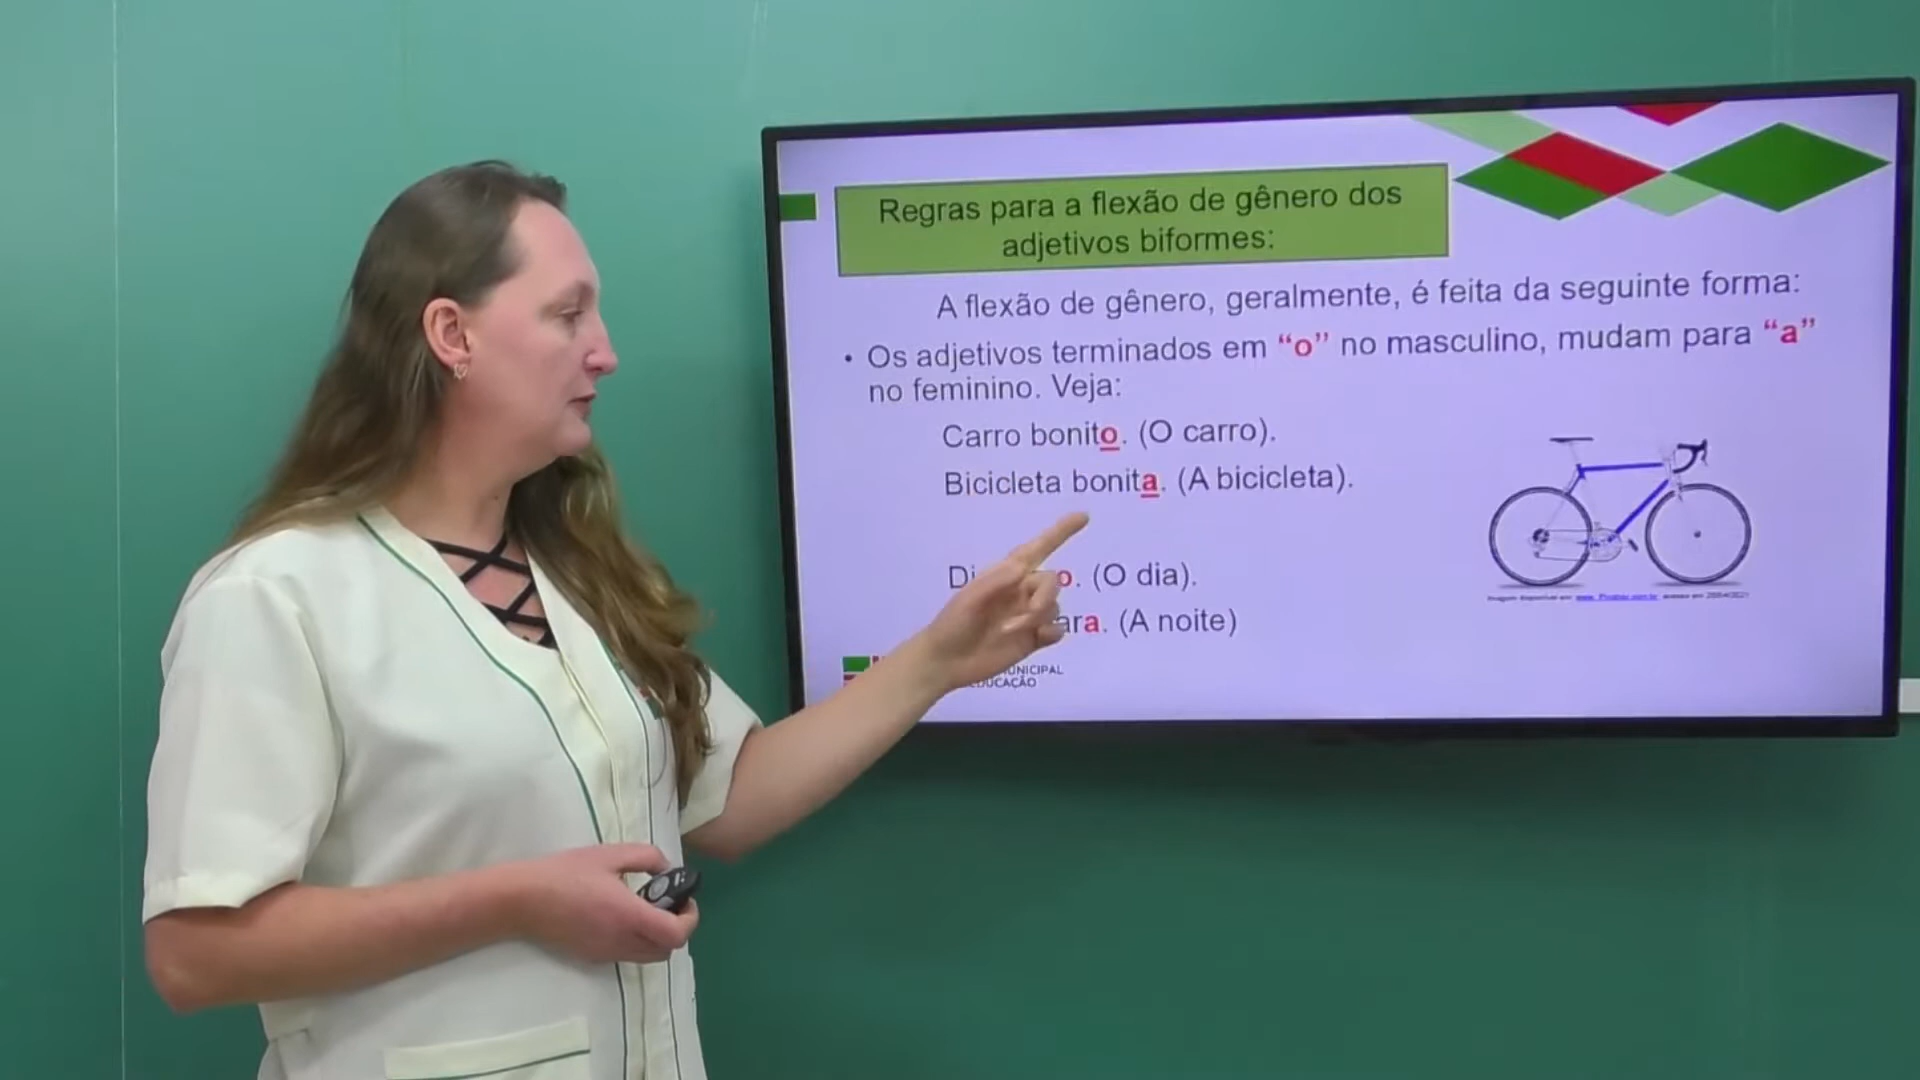 Regras para a flexão de gênero dos
adjetivos biformes:
A flexão de gênero, geralmente, é feita da seguinte forma:
• Os adjetivos terminados em “o” no masculino, mudam para “a”
no feminino. Veja:
Carro bonito. (O carro).
Bicicleta bonita. (A bicicleta).
o. (O dia).
ara. (A noite)